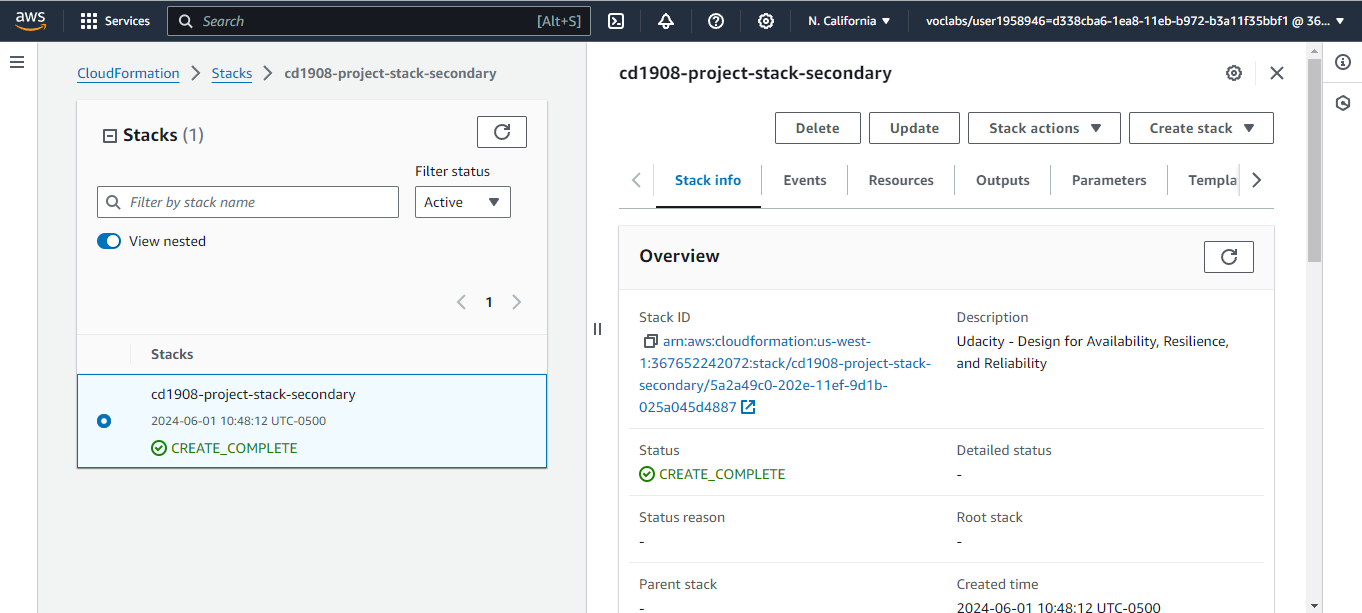 aws
Services
Search
[Alt+S]
N. California
voclabs/user1958946=d338cba6-1ea8-11eb-b972-b3a11f35bbf1 @ 36...
CloudFormation
Stacks
cd1908-project-stack-secondary
Stacks (1)
Filter status
Filter by stack name
Active
View nested
1
Stacks
cd1908-project-stack-secondary
2024-06-01 10:48:12 UTC-0500
CREATE_COMPLETE
cd1908-project-stack-secondary
Delete
Update
Stack actions
Create stack
Stack info
Events
Resources
Outputs
Parameters
Templa
Overview
Stack ID
arn:aws:cloudformation:us-west-
1:367652242072:stack/cd1908-project-stack-
secondary/5a2a49c0-202e-11ef-9d1b-
025a045d4887
Description
Udacity - Design for Availability, Resilience,
and Reliability
Status
CREATE_COMPLETE
Detailed status
-
Status reason
-
Root stack
-
Parent stack
-
Created time
2024-06-01 10:48:12 UTC-0500